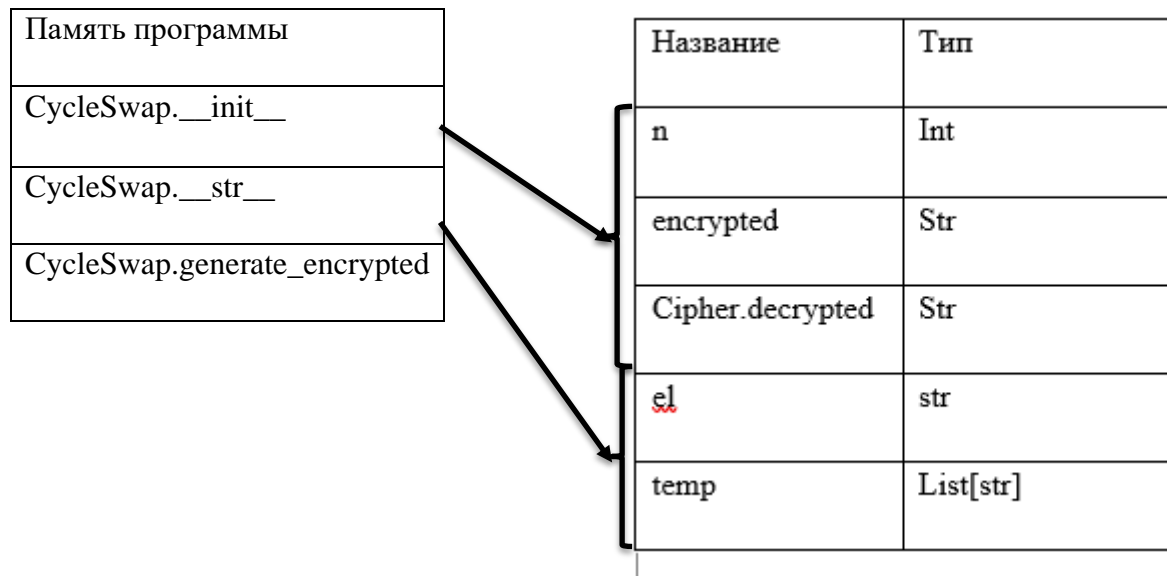 Память программы
CycleSwap.__init__
CycleSwap.__str__
CycleSwap.generate_encrypted
Название Тип
n Int
encrypted Str
Cipher.decrypted Str
el str
temp List[str]